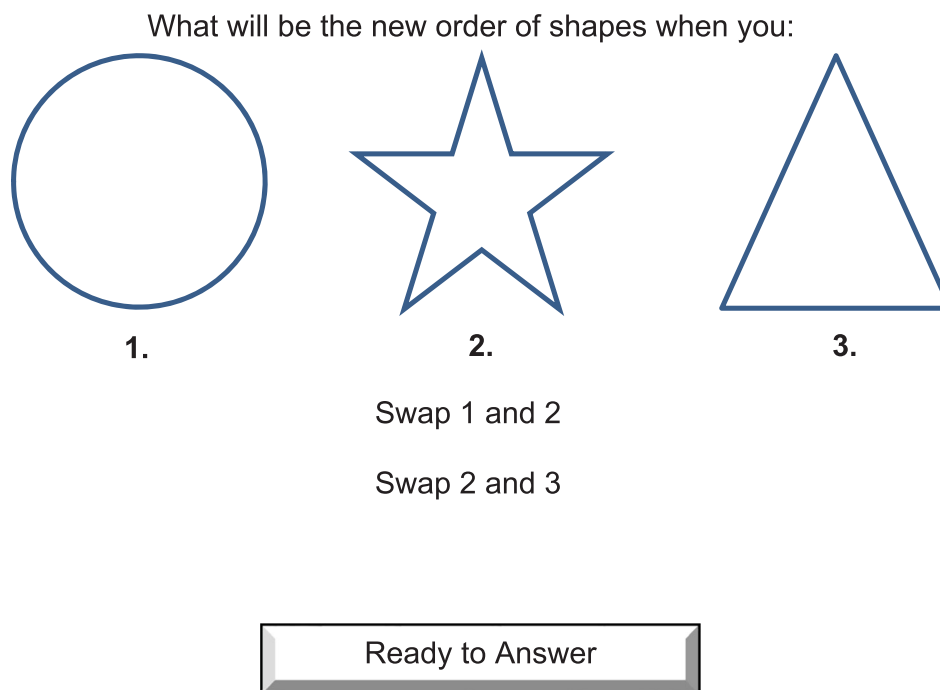 What will be the new order of shapes when you:
1.
2.
3.
Swap 1 and 2
Swap 2 and 3
Ready to Answer